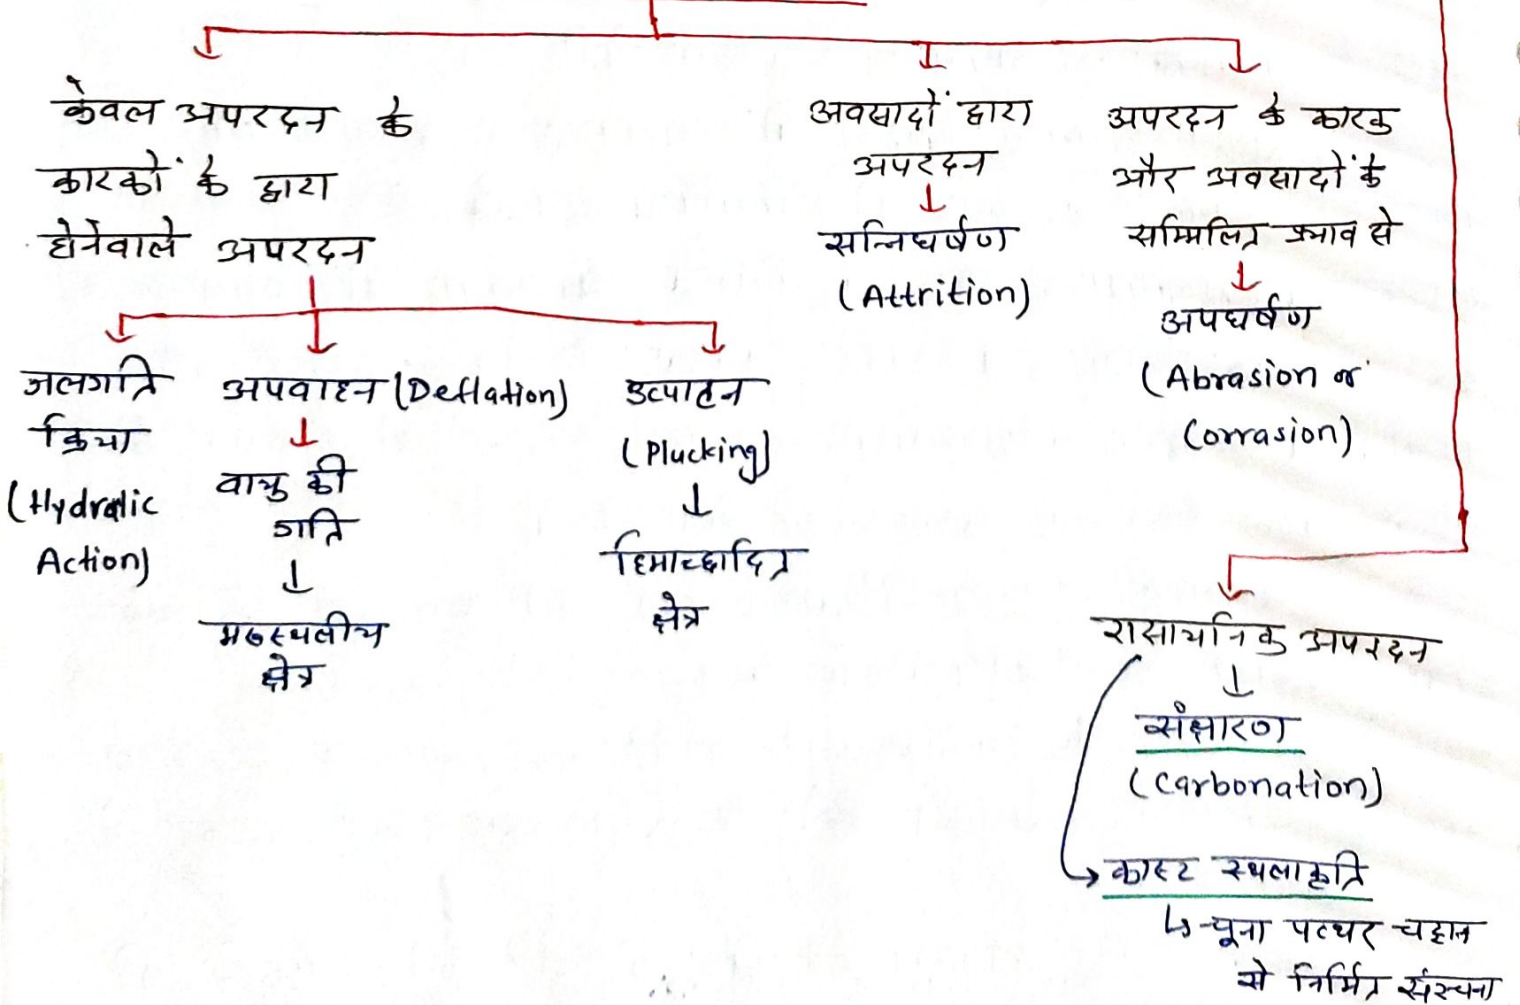 केवल अपरदन के
कारकों के द्वारा
होनेवाले अपरदन
अवसादों द्वारा
अपरदन
सन्निघर्षण
(Attrition)
अपरदन के कारक
और अवसादों के
सम्मिलित प्रभाव से
अपघर्षण
(Abrasion or
Corrasion)
जलगति
क्रिया
(Hydralic
Action)
अपवाहन (Deflation)
वायु की
गति
मरुस्थलीय
क्षेत्र
उत्पाटन
(Plucking)
हिमाच्छादित
क्षेत्र
रासायनिक अपरदन
संक्षारण
(Carbonation)
कार्स्ट स्थलाकृति
चूना पत्थर चट्टान
से निर्मित संरचना